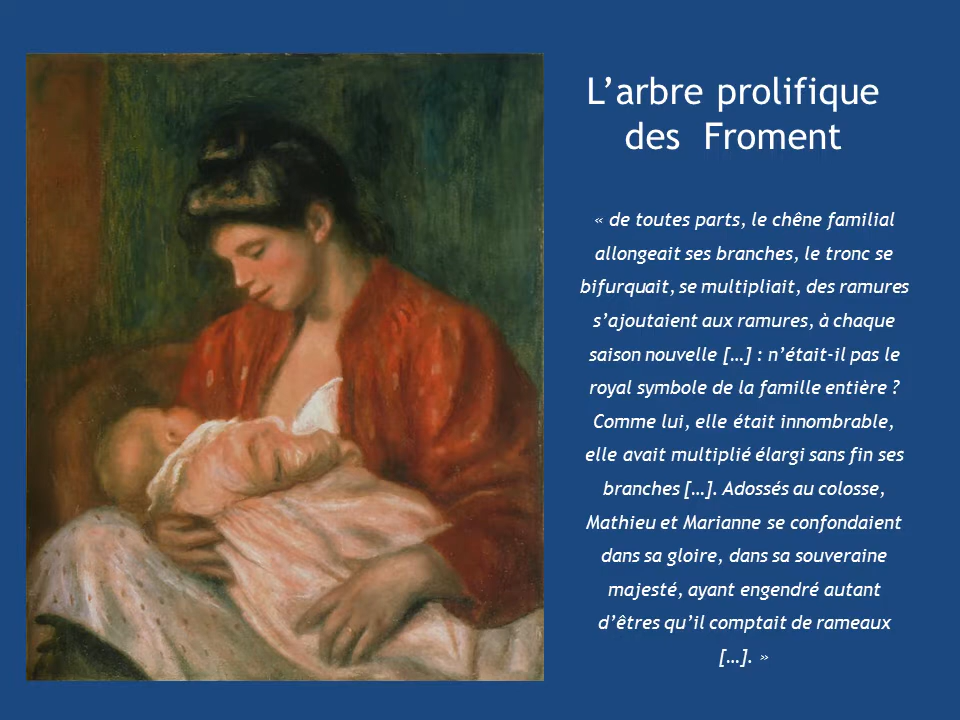 L’arbre prolifique
des  Froment
« de toutes parts, le chêne familial
allongeait ses branches, le tronc se
bifurquait, se multipliait, des ramures
s’ajoutaient aux ramures, à chaque
saison nouvelle […] : n’était-il pas le
royal symbole de la famille entière ?
Comme lui, elle était innombrable,
elle avait multiplié élargi sans fin ses
branches […]. Adossés au colosse,
Mathieu et Marianne se confondaient
dans sa gloire, dans sa souveraine
majesté, ayant engendré autant
d’êtres qu’il comptait de rameaux
[…]. »